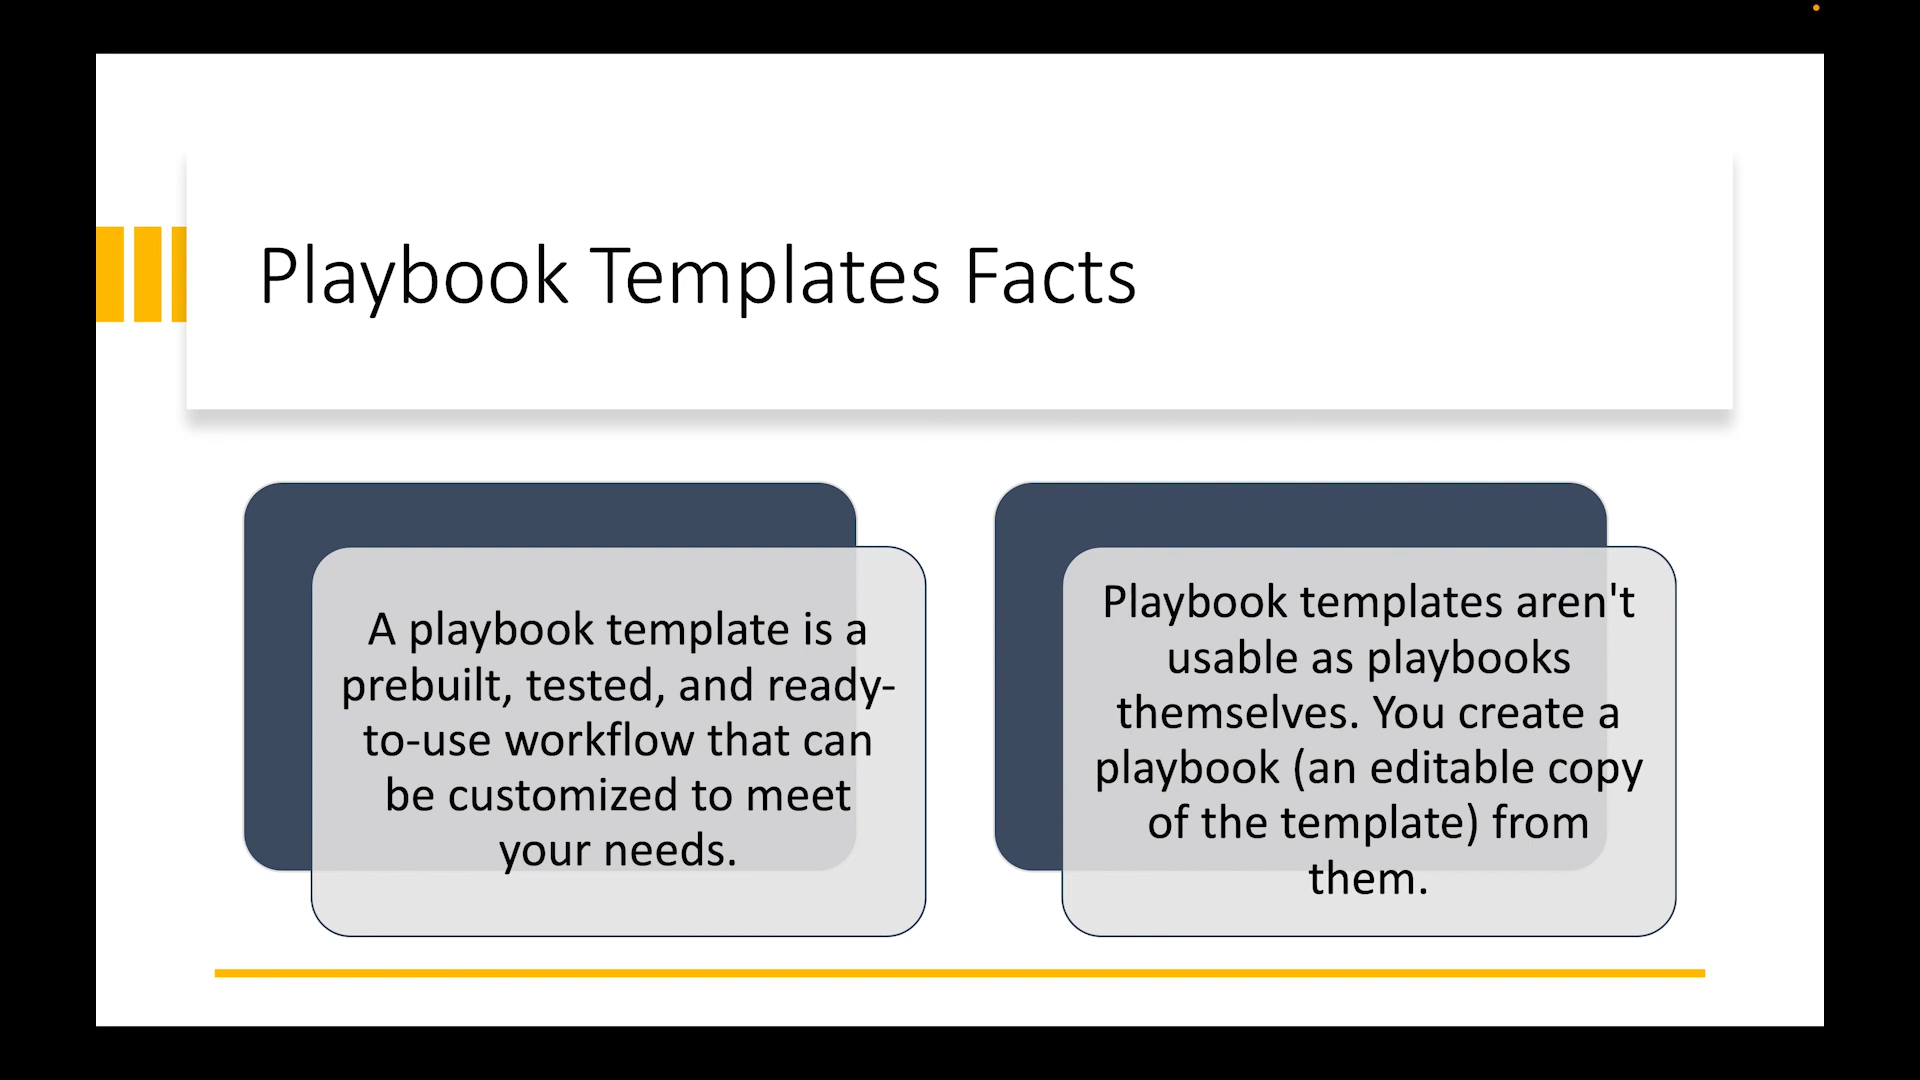 Playbook Templates Facts
A playbook template is a
prebuilt, tested, and ready-
to-use workflow that can
be customized to meet
your needs.
Playbook templates aren't
usable as playbooks
themselves. You create a
playbook (an editable copy
of the template) from
them.